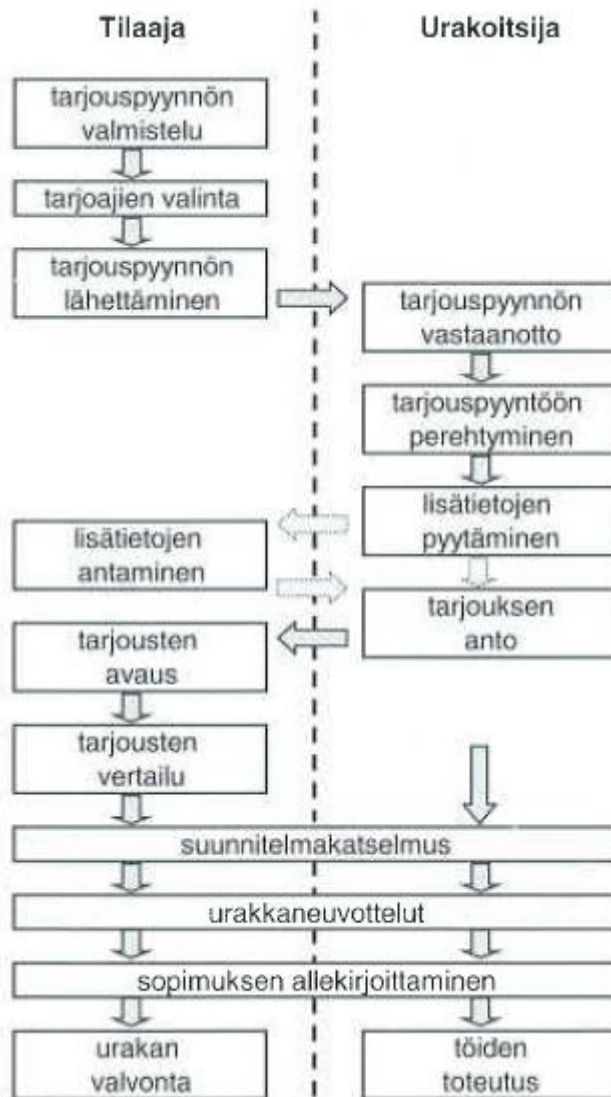 Tilaaja
Urakoitsija
tarjouspyynnön
valmistelu
tarjoajien valinta
tarjouspyynnön
lähettäminen
tarjouspyynnön
vastaanotto
tarjouspyyntöön
perehtyminen
lisätietojen
pyytäminen
lisätietojen
antaminen
tarjouksen
anto
tarjousten
avaus
tarjousten
vertailu
suunnitelmakatselmus
urakkaneuvottelut
sopimuksen allekirjoittaminen
urakan
valvonta
töiden
toteutus